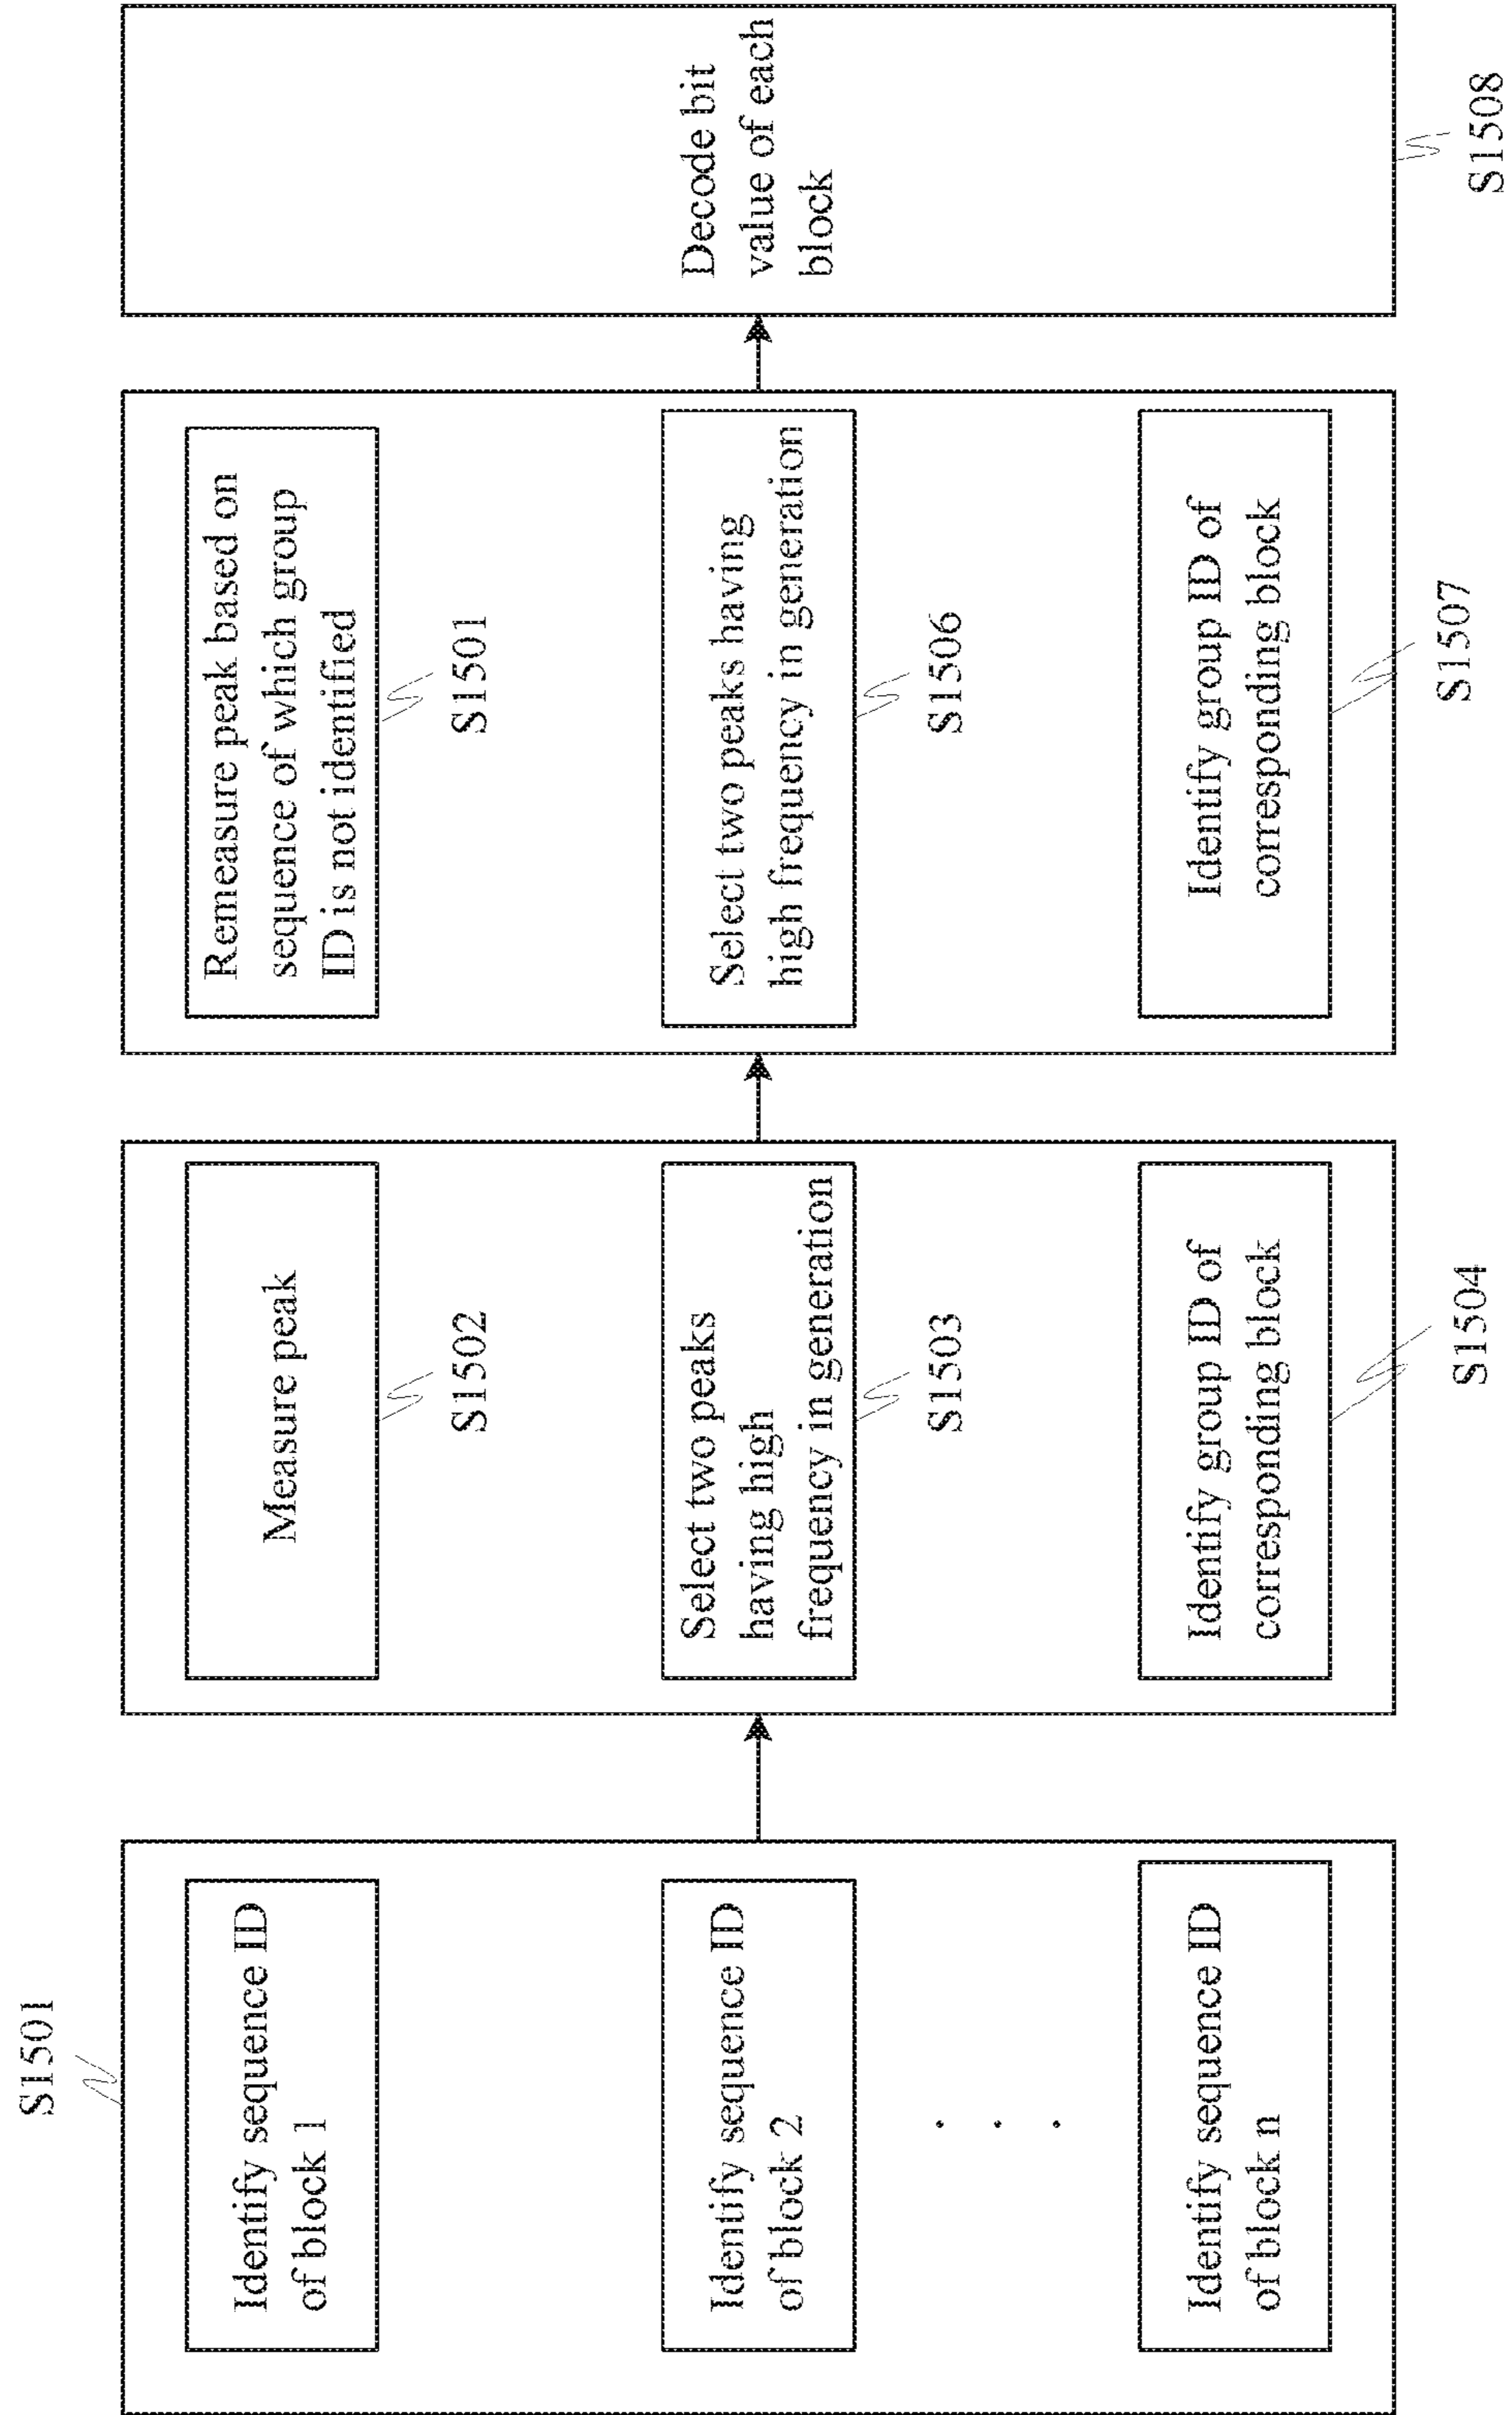 S1501
Identify sequence ID
of block 1
Identify sequence ID
of block 2
. . .
Identify sequence ID
of block n
Measure peak
S1502
Select two peaks
having high
frequency in generation
S1503
Identify group ID of
corresponding block
S1504
Remeasure peak based on
sequence of which group
ID is not identified
S1501
Select two peaks having
high frequency in generation
S1506
Identify group ID of
corresponding block
S1507
Decode bit
value of each
block
S1508